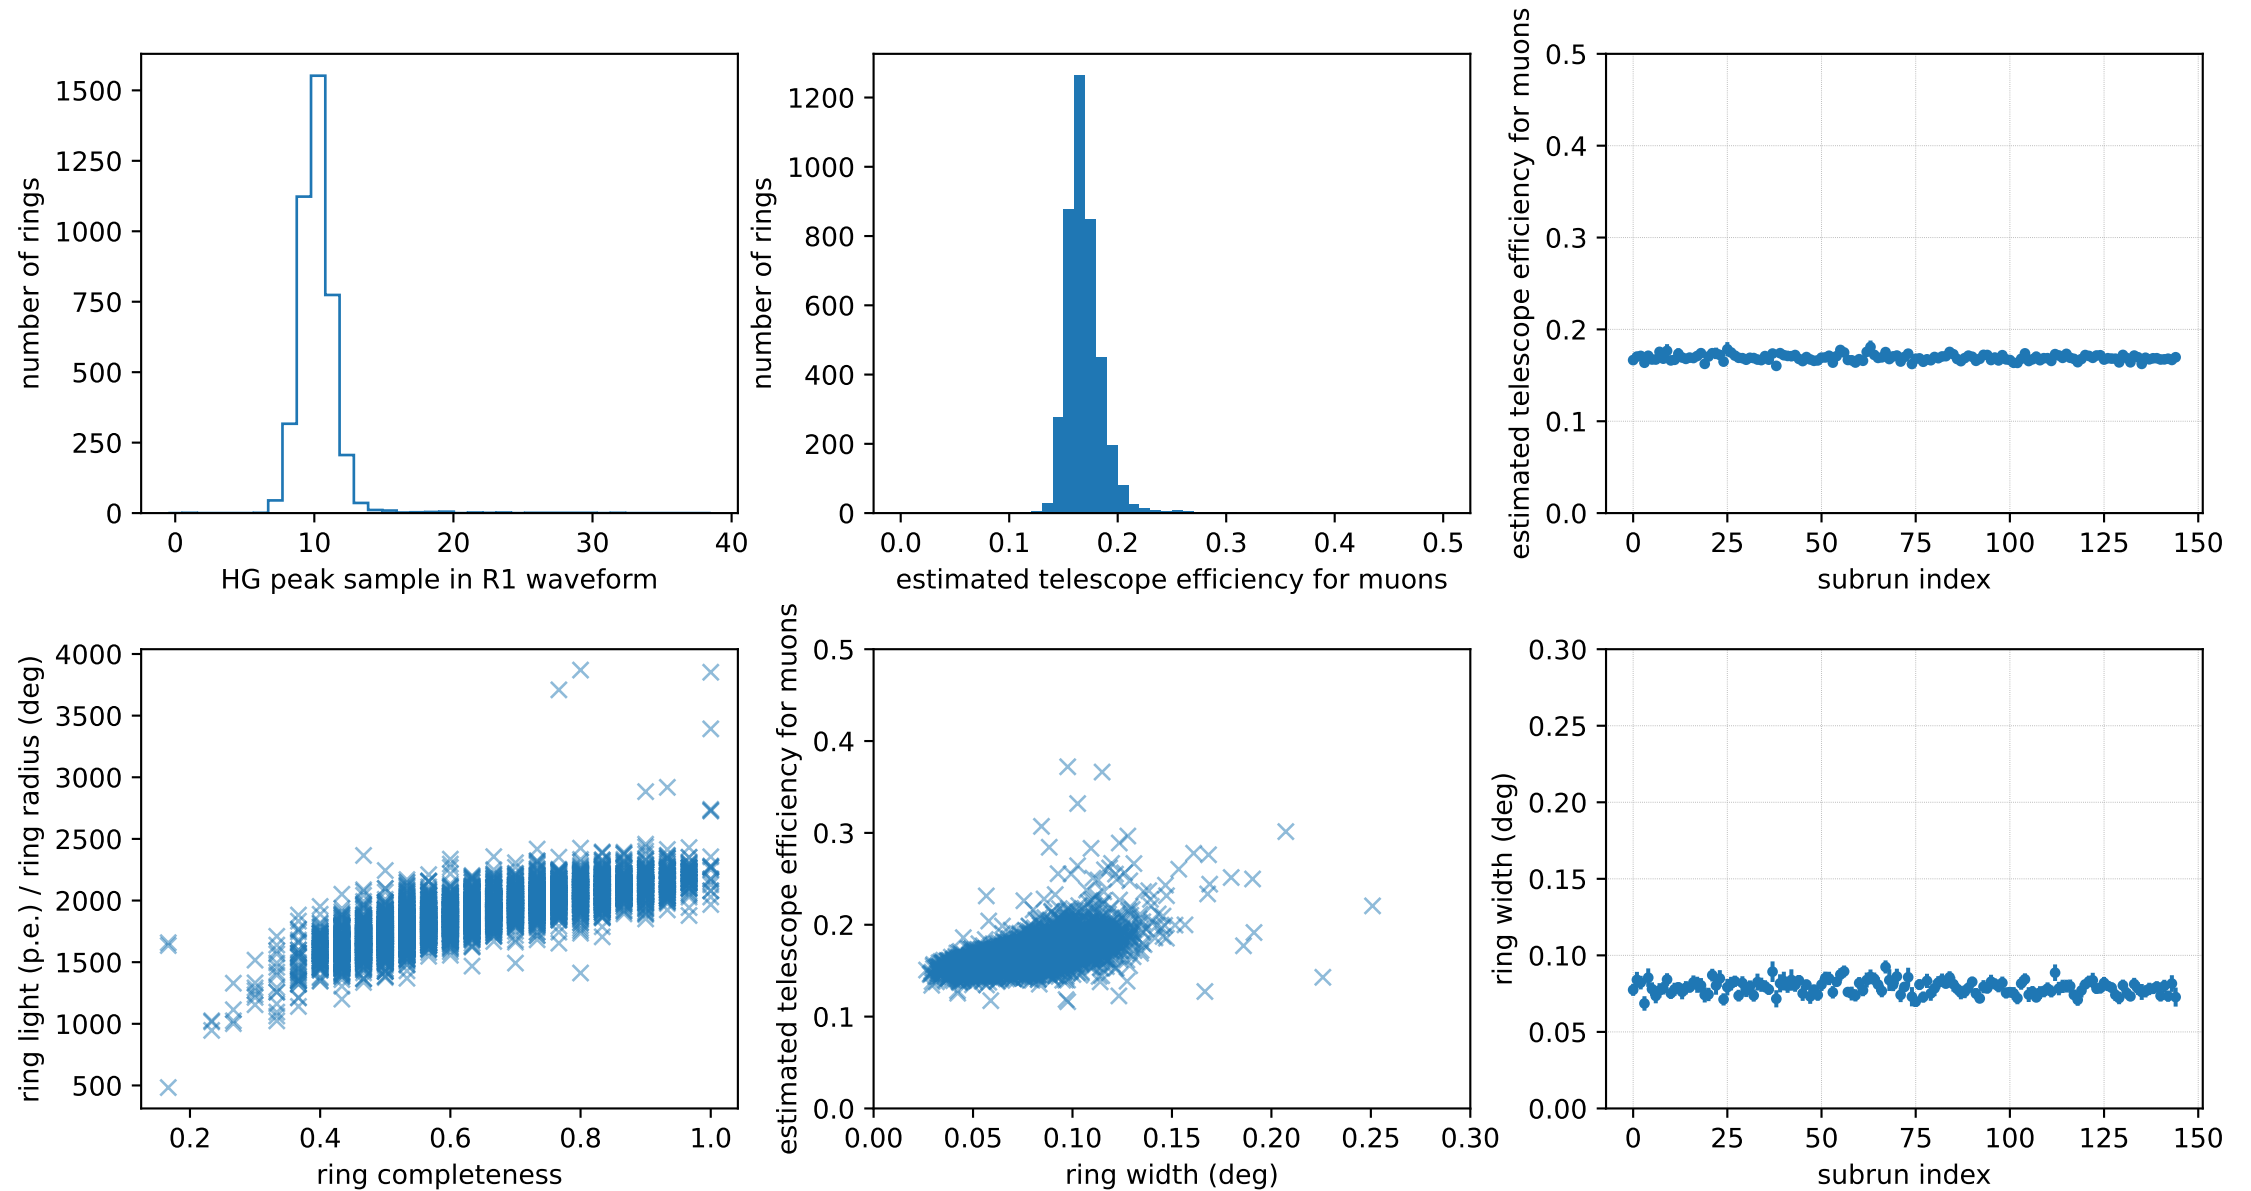 1500
1250
1000
750
500
250
0
number of rings
0 10 20 30 40
HG peak sample in R1 waveform
1200
1000
800
600
400
200
0
number of rings
0.0 0.1 0.2 0.3 0.4 0.5
estimated telescope efficiency for muons
0.5
0.4
0.3
0.2
0.1
0.0
estimated telescope efficiency for muons
0 25 50 75 100 125 150
subrun index
4000
3500
3000
2500
2000
1500
1000
500
ring light (p.e.) / ring radius (deg)
0.2 0.4 0.6 0.8 1.0
ring completeness
0.5
0.4
0.3
0.2
0.1
0.0
estimated telescope efficiency for muons
0.00 0.05 0.10 0.15 0.20 0.25 0.30
ring width (deg)
0.30
0.25
0.20
0.15
0.10
0.05
0.00
ring width (deg)
0 25 50 75 100 125 150
subrun index